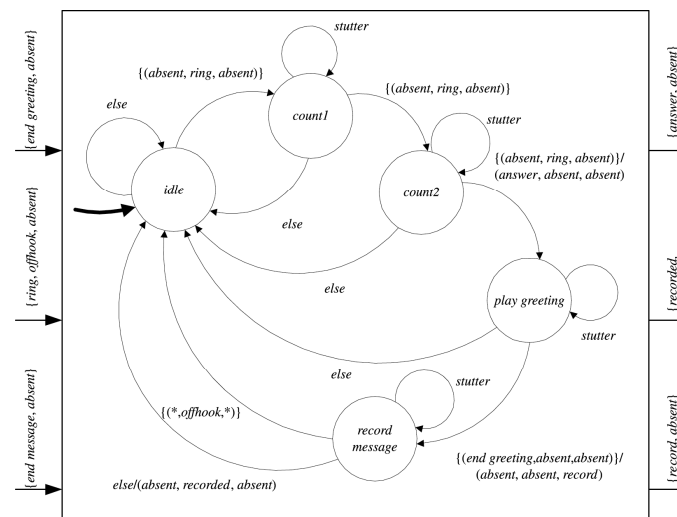 {end greeting, absent}
{ring, offhook, absent}
{end message, absent}
stutter
{(absent, ring, absent)}
count1
{(absent, ring, absent)}
else
stutter
idle
{(absent, ring, absent)}/
(answer, absent, absent)
count2
else
play greeting
else
stutter
else
stutter
{(*,offhook,*)}
record
message
{(end greeting,absent,absent)}/
(absent, absent, record)
else/(absent, recorded, absent)
{answer, absent}
{recorded,
{record, absent}